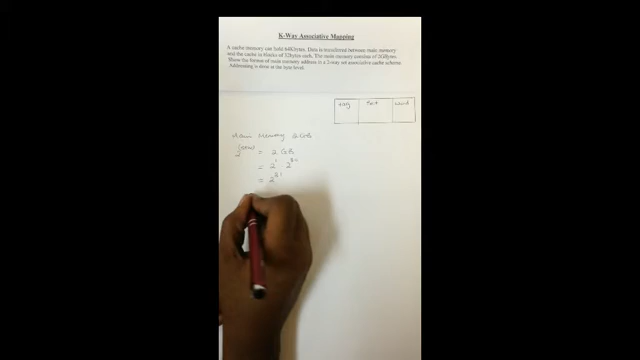 K-Way Associative Mapping
A cache memory can hold 64Kbytes. Data is transferred between main memory
and the cache in blocks of 32bytes each. The main memory consists of 2GBytes.
Show the format of main memory address in a 2-way set associative cache scheme.
Addressing is done at the byte level.
tag set word
Main Memory 2GB
= 2 GB
= 2^1 2^30
= 2^31